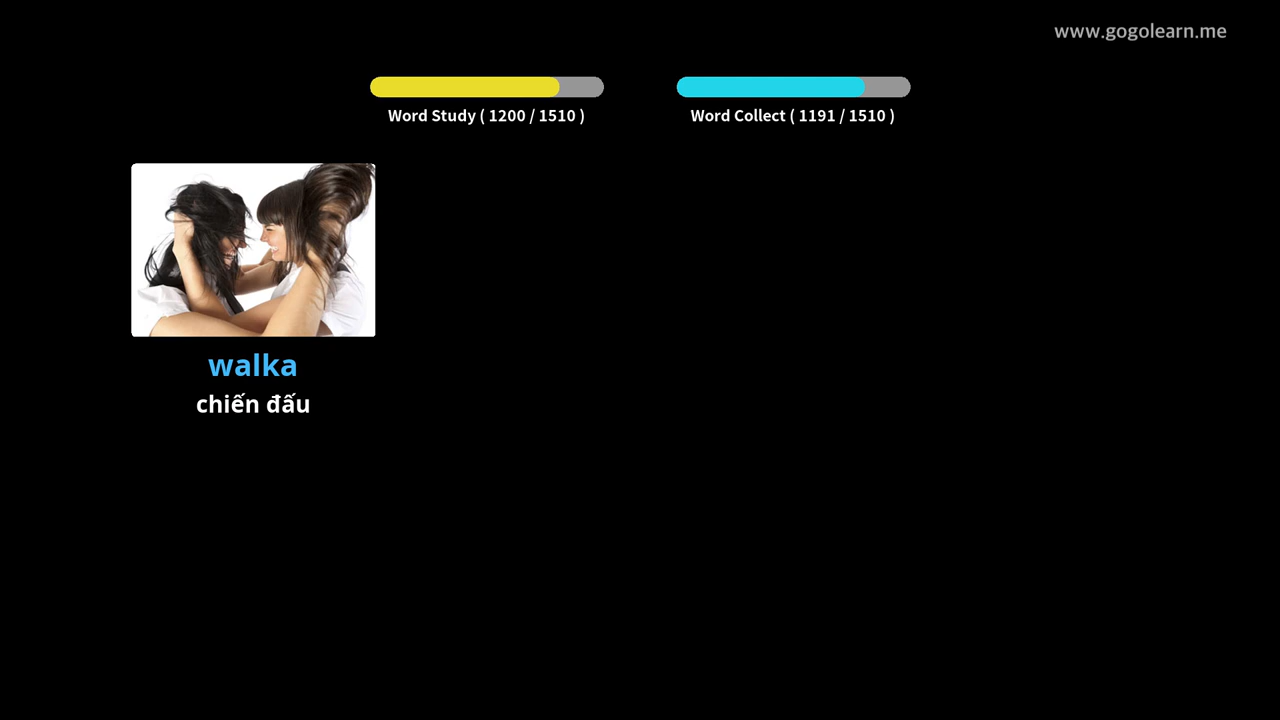 www.gogolearn.me
Word Study ( 1200 / 1510 )
Word Collect ( 1191 / 1510 )
walka
chiến đấu